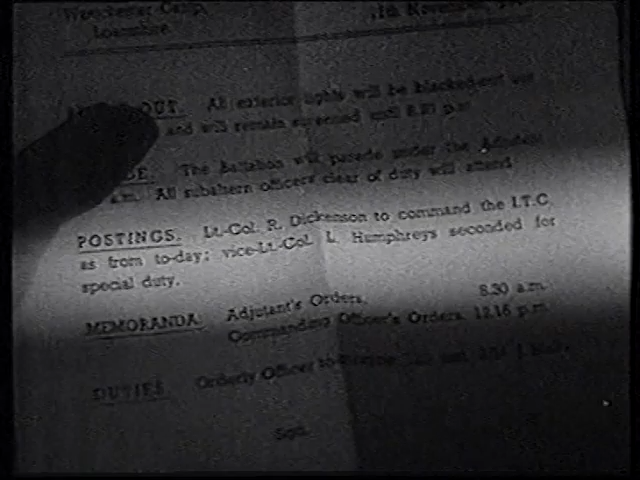 Camp,
Loamshire
OUT. All exterior lights will be blacked-out
and will remain screened until p.m.
The Battalion will parade under the Adjutant
a.m. All subaltern officers clear of duty will attend
POSTINGS. Lt.-Col. R. Dickenson to command the I.T.C.
as from to-day; vice-Lt.-Col. L. Humphreys seconded for
special duty.
MEMORANDA: Adjutant's Orders, 8.30 a.m.
Commanding Officer's Orders, 12.15 p.m.
DUTIES. Orderly Officer
Sgd.